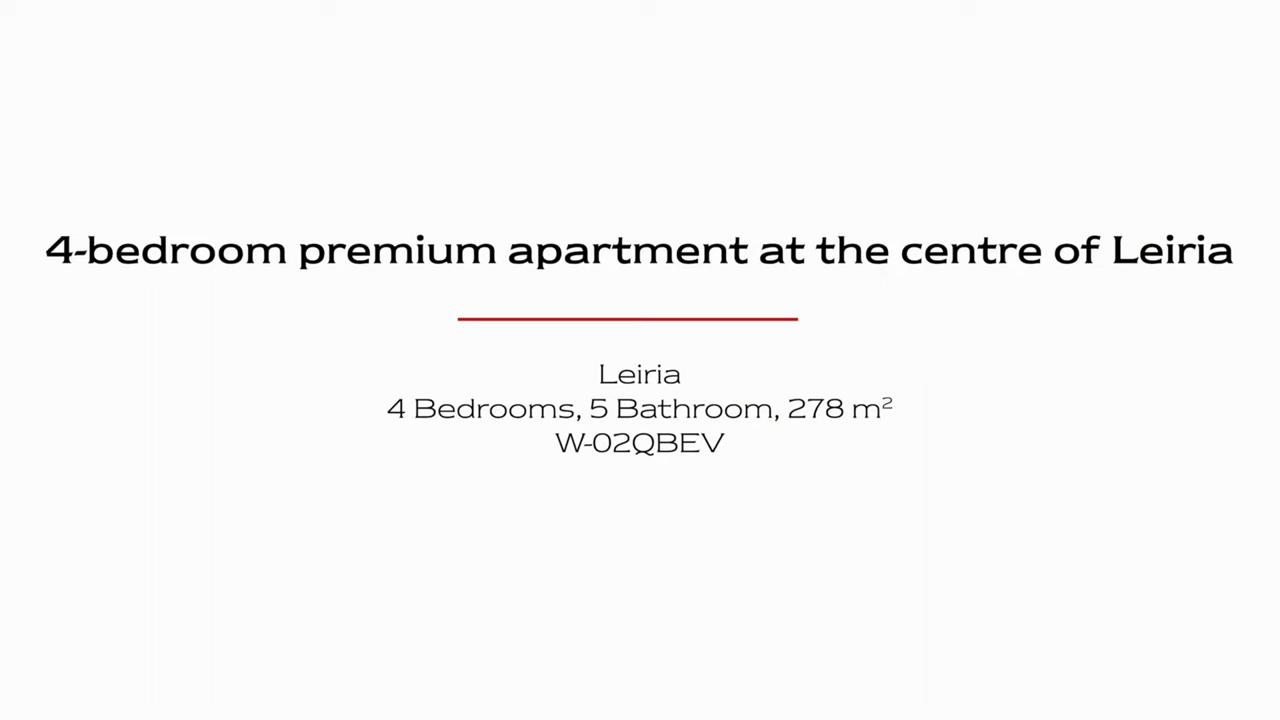 4-bedroom premium apartment at the centre of Leiria
Leiria
4 Bedrooms, 5 Bathroom, 278 m²
W-02QBEV